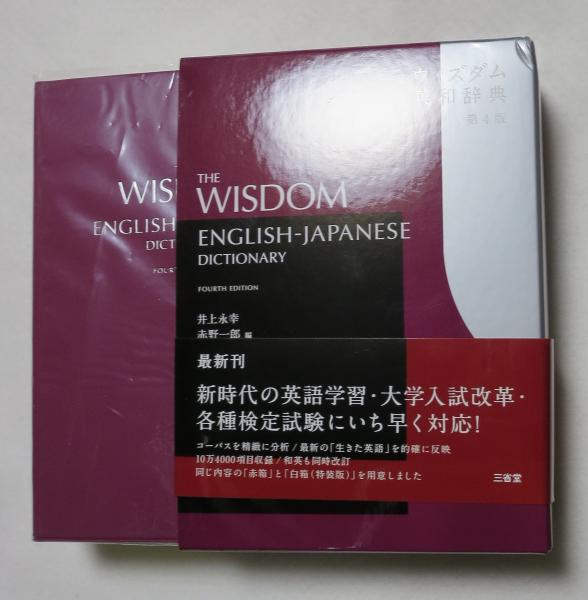 WIS
ENGLISH
DICT
FOUR
ウィズダム
英和辞典
第4版
THE
WISDOM
ENGLISH-JAPANESE
DICTIONARY
FOURTH EDITION
井上永幸
赤野一郎 編
最新刊
新時代の英語学習・大学入試改革・
各種検定試験にいち早く対応!
コーパスを精緻に分析/最新の「生きた英語」を的確に反映
10万4000項目収録/和英も同時改訂
同じ内容の「赤箱」と「白箱(特装版)」を用意しました
三省堂